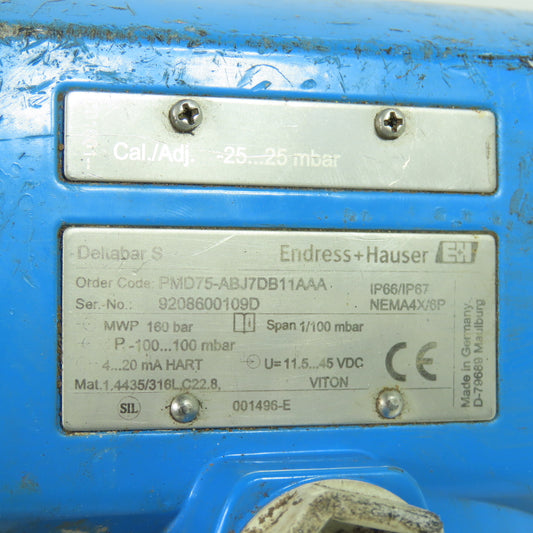 Cal./Adj. -25...25 mbar
Deltabar S Endress+Hauser E+H
Order Code: PMD75-ABJ7DB11AAA IP66/IP67
Ser.-No.: 9208600109D NEMA4X/6P
MWP 160 bar Span 1/100 mbar
P -100...100 mbar
4...20 mA HART U= 11.5...45 VDC
Mat. 1.4435/316L,C22.8, VITON
SIL 001496-E
CE
Made in Germany,
D-79689 Maulburg